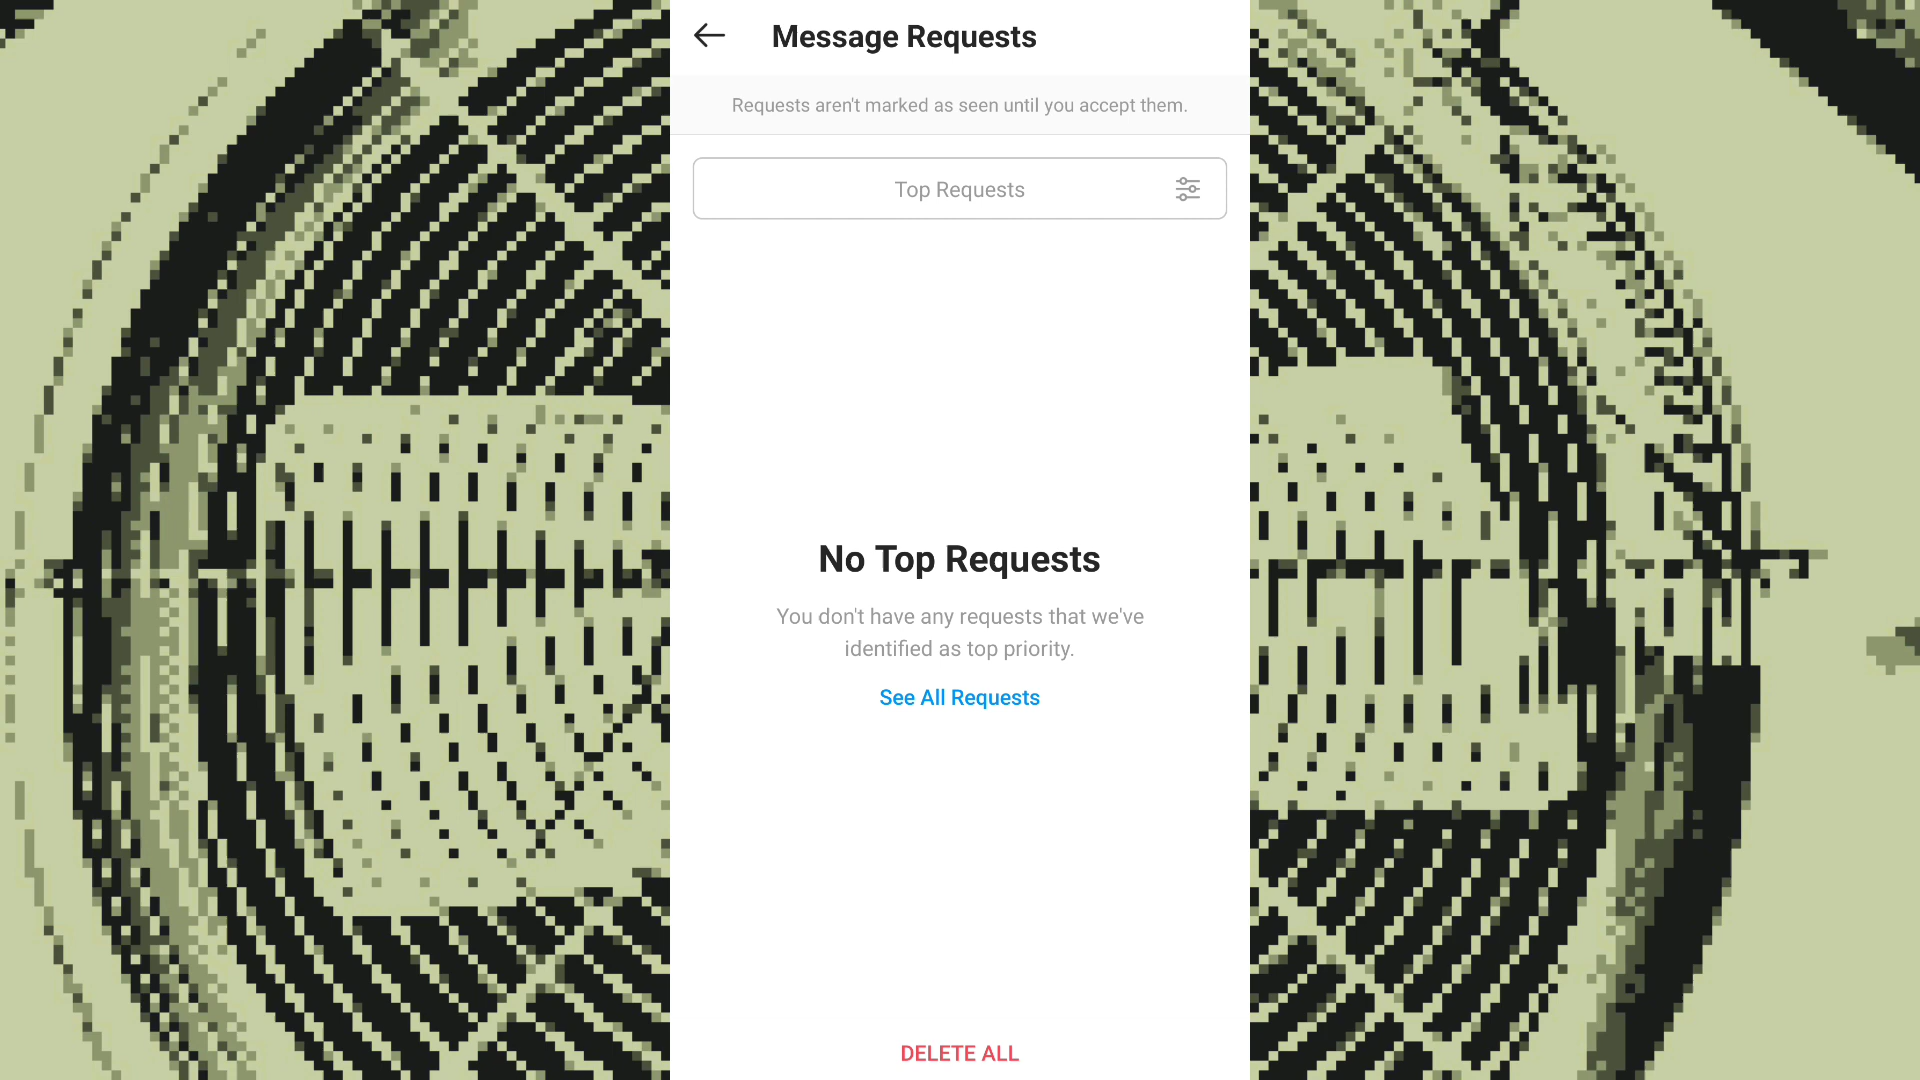 Message Requests
Requests aren't marked as seen until you accept them.
Top Requests
No Top Requests
You don't have any requests that we've
identified as top priority.
See All Requests
DELETE ALL